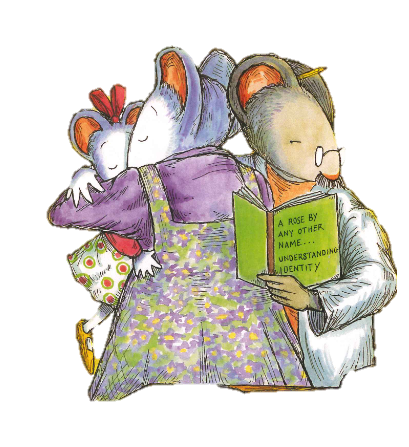 A ROSE BY
ANY OTHER
NAME...
UNDERSTANDING
IDENTITY